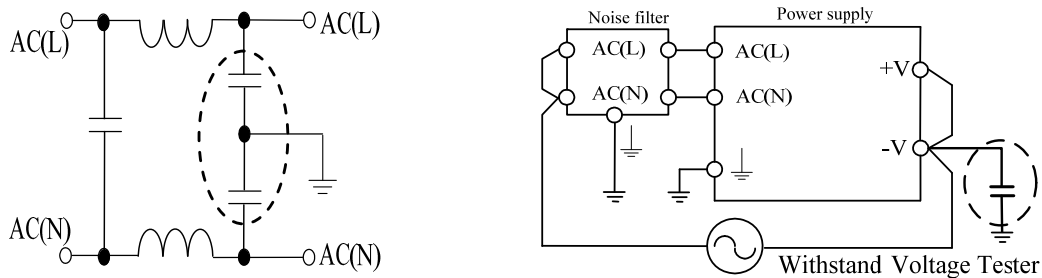 AC(L)
AC(L)
AC(N)
AC(N)
Noise filter
Power supply
AC(L)
AC(L)
AC(N)
AC(N)
+V
-V
Withstand Voltage Tester